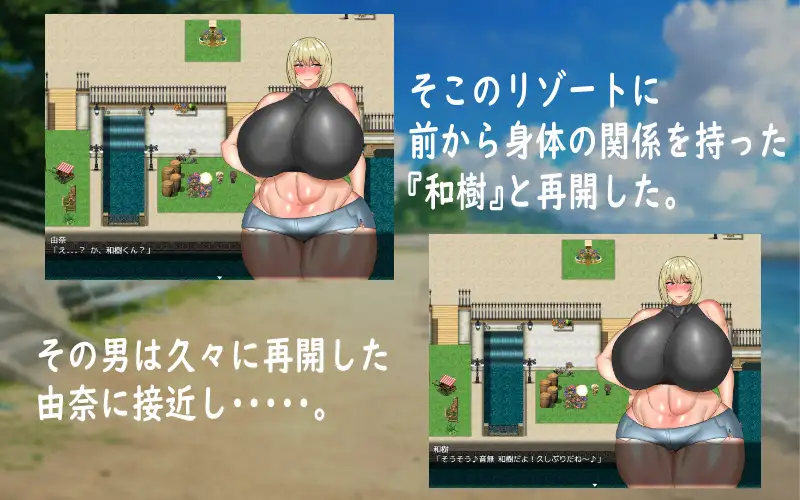 そこのリゾートに
前から身体の関係を持った
『和樹』と再開した。
由奈
「え...？ か、和樹くん？」
その男は久々に再開した
由奈に接近し・・・・・。
和樹
「そうそう♪音無 和樹だよ！久しぶりだね～♪」